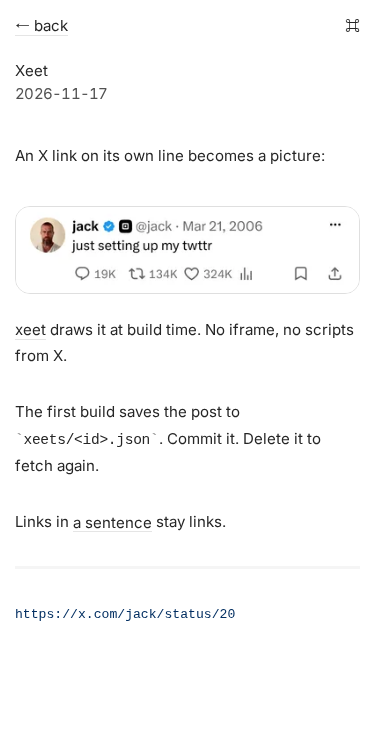 ← back
⌘
Xeet
2026-11-17
An X link on its own line becomes a picture:
jack @jack · Mar 21, 2006 ···
just setting up my twttr
19K 134K 324K
xeet draws it at build time. No iframe, no scripts
from X.
The first build saves the post to
`xeets/<id>.json`. Commit it. Delete it to
fetch again.
Links in a sentence stay links.
https://x.com/jack/status/20